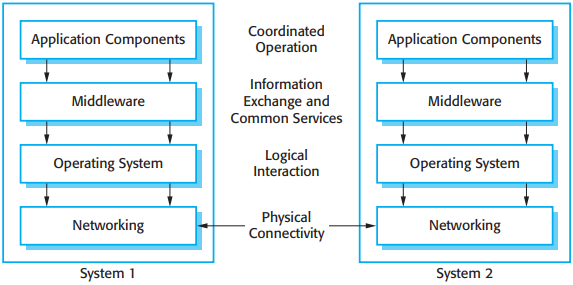 Application Components
Middleware
Operating System
Networking
System 1
Coordinated
Operation
Information
Exchange and
Common Services
Logical
Interaction
Physical
Connectivity
Application Components
Middleware
Operating System
Networking
System 2